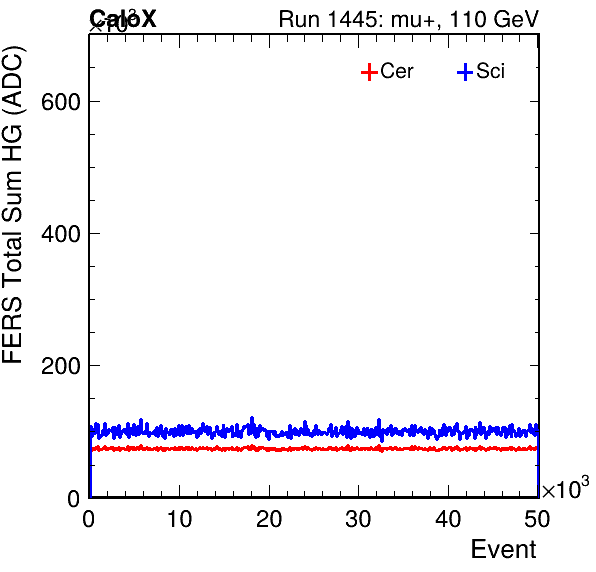 CaloX Run 1445: mu+, 110 GeV
×10³
FERS Total Sum HG (ADC)
Cer Sci
600
400
200
0
0 10 20 30 40 50 ×10³
Event